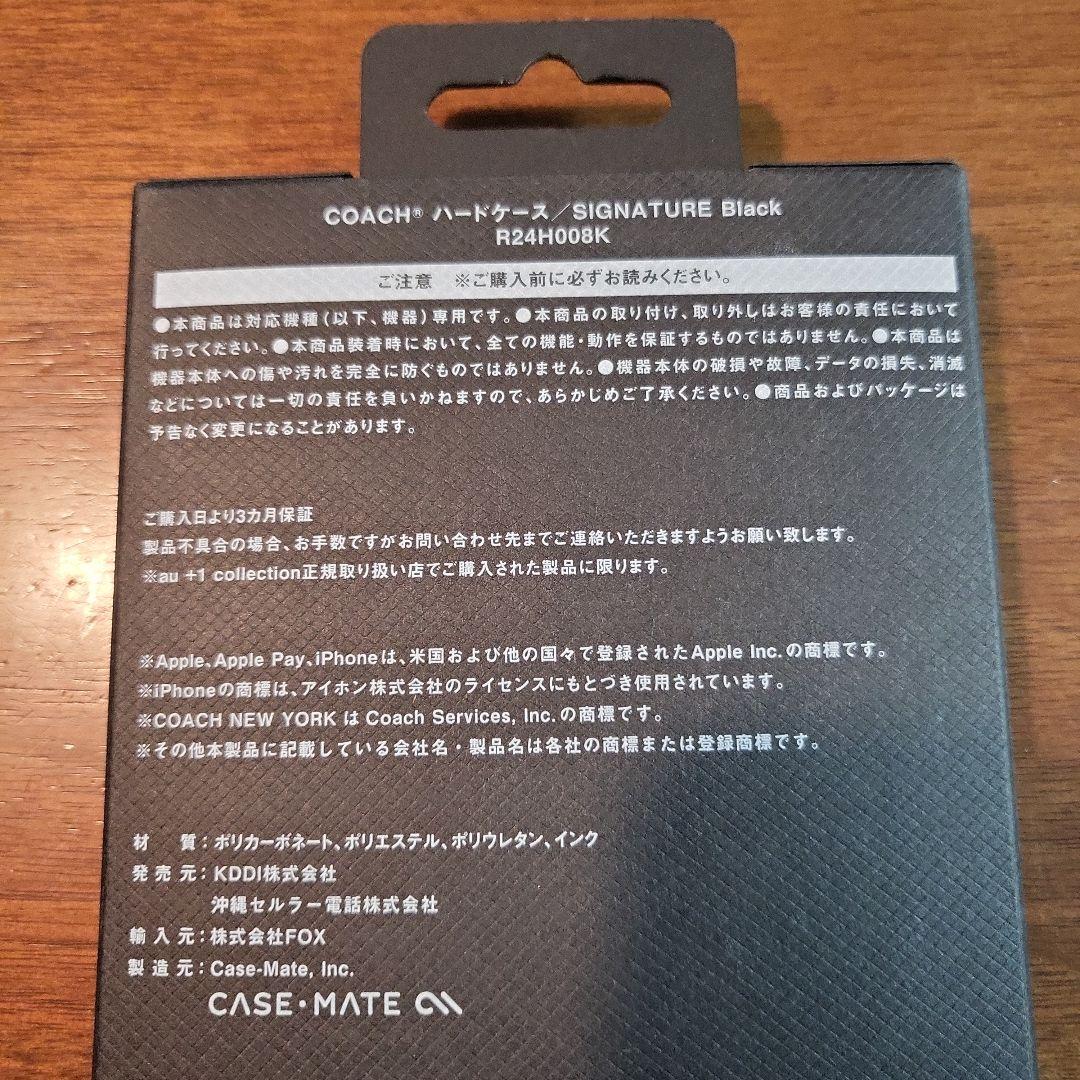 COACH® ハードケース／SIGNATURE Black
R24H008K
ご注意　※ご購入前に必ずお読みください。
●本商品は対応機種（以下、機器）専用です。●本商品の取り付け、取り外しはお客様の責任において
行ってください。●本商品装着時において、全ての機能・動作を保証するものではありません。●本商品は
機器本体への傷や汚れを完全に防ぐものではありません。●機器本体の破損や故障、データの損失、消滅
などについては一切の責任を負いかねますので、あらかじめご了承ください。●商品およびパッケージは
予告なく変更になることがあります。
ご購入日より3カ月保証
製品不具合の場合、お手数ですがお問い合わせ先までご連絡いただきますようお願い致します。
※au +1 collection正規取り扱い店でご購入された製品に限ります。
※Apple、Apple Pay、iPhoneは、米国および他の国々で登録されたApple Inc.の商標です。
※iPhoneの商標は、アイホン株式会社のライセンスにもとづき使用されています。
※COACH NEW YORK は Coach Services, Inc.の商標です。
※その他本製品に記載している会社名・製品名は各社の商標または登録商標です。
材　質：ポリカーボネート、ポリエステル、ポリウレタン、インク
発売元：KDDI株式会社
沖縄セルラー電話株式会社
輸入元：株式会社FOX
製造元：Case-Mate, Inc.
CASE・MATE